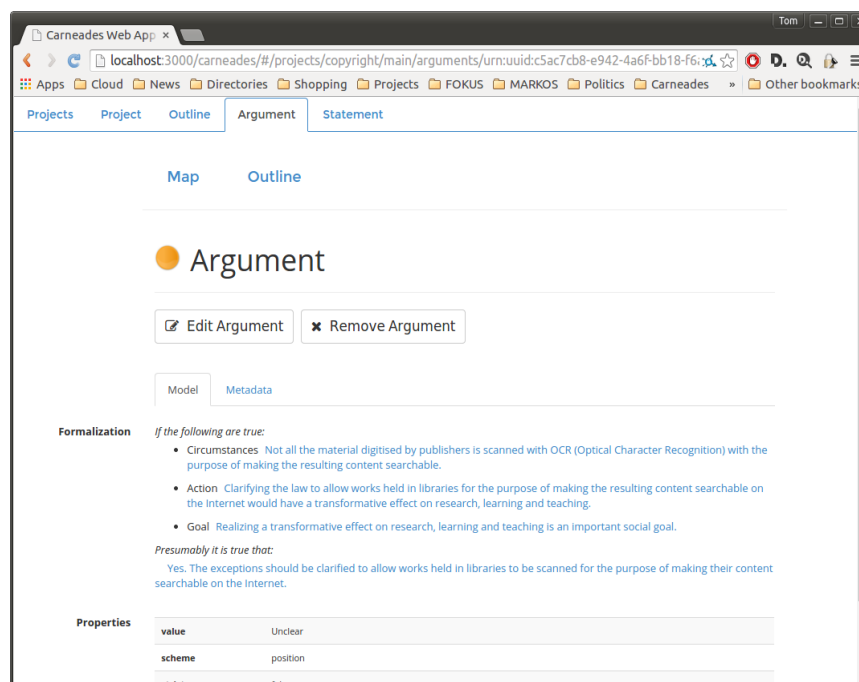 Tom
Carneades Web App ×
localhost:3000/carneades/#/projects/copyright/main/arguments/urn:uuid:c5ac7cb8-e942-4a6f-bb18-f6
Apps Cloud News Directories Shopping Projects FOKUS MARKOS Politics Carneades » Other bookmarks
Projects Project Outline Argument Statement
Map Outline
Argument
Edit Argument Remove Argument
Model Metadata
Formalization If the following are true:
• Circumstances Not all the material digitised by publishers is scanned with OCR (Optical Character Recognition) with the
purpose of making the resulting content searchable.
• Action Clarifying the law to allow works held in libraries for the purpose of making the resulting content searchable on
the Internet would have a transformative effect on research, learning and teaching.
• Goal Realizing a transformative effect on research, learning and teaching is an important social goal.
Presumably it is true that:
Yes. The exceptions should be clarified to allow works held in libraries to be scanned for the purpose of making their content
searchable on the Internet.
Properties
value Unclear
scheme position